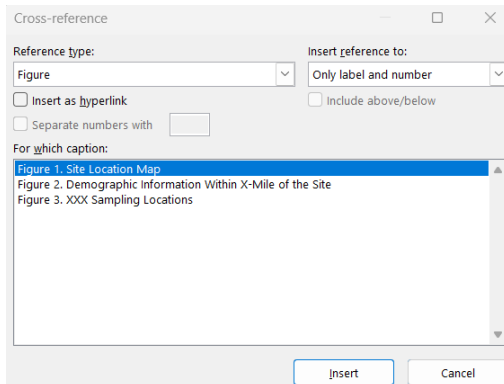 Cross-reference
Reference type:
Insert reference to:
Figure
Only label and number
Insert as hyperlink
Include above/below
Separate numbers with
For which caption:
Figure 1. Site Location Map
Figure 2. Demographic Information Within X-Mile of the Site
Figure 3. XXX Sampling Locations
Insert
Cancel